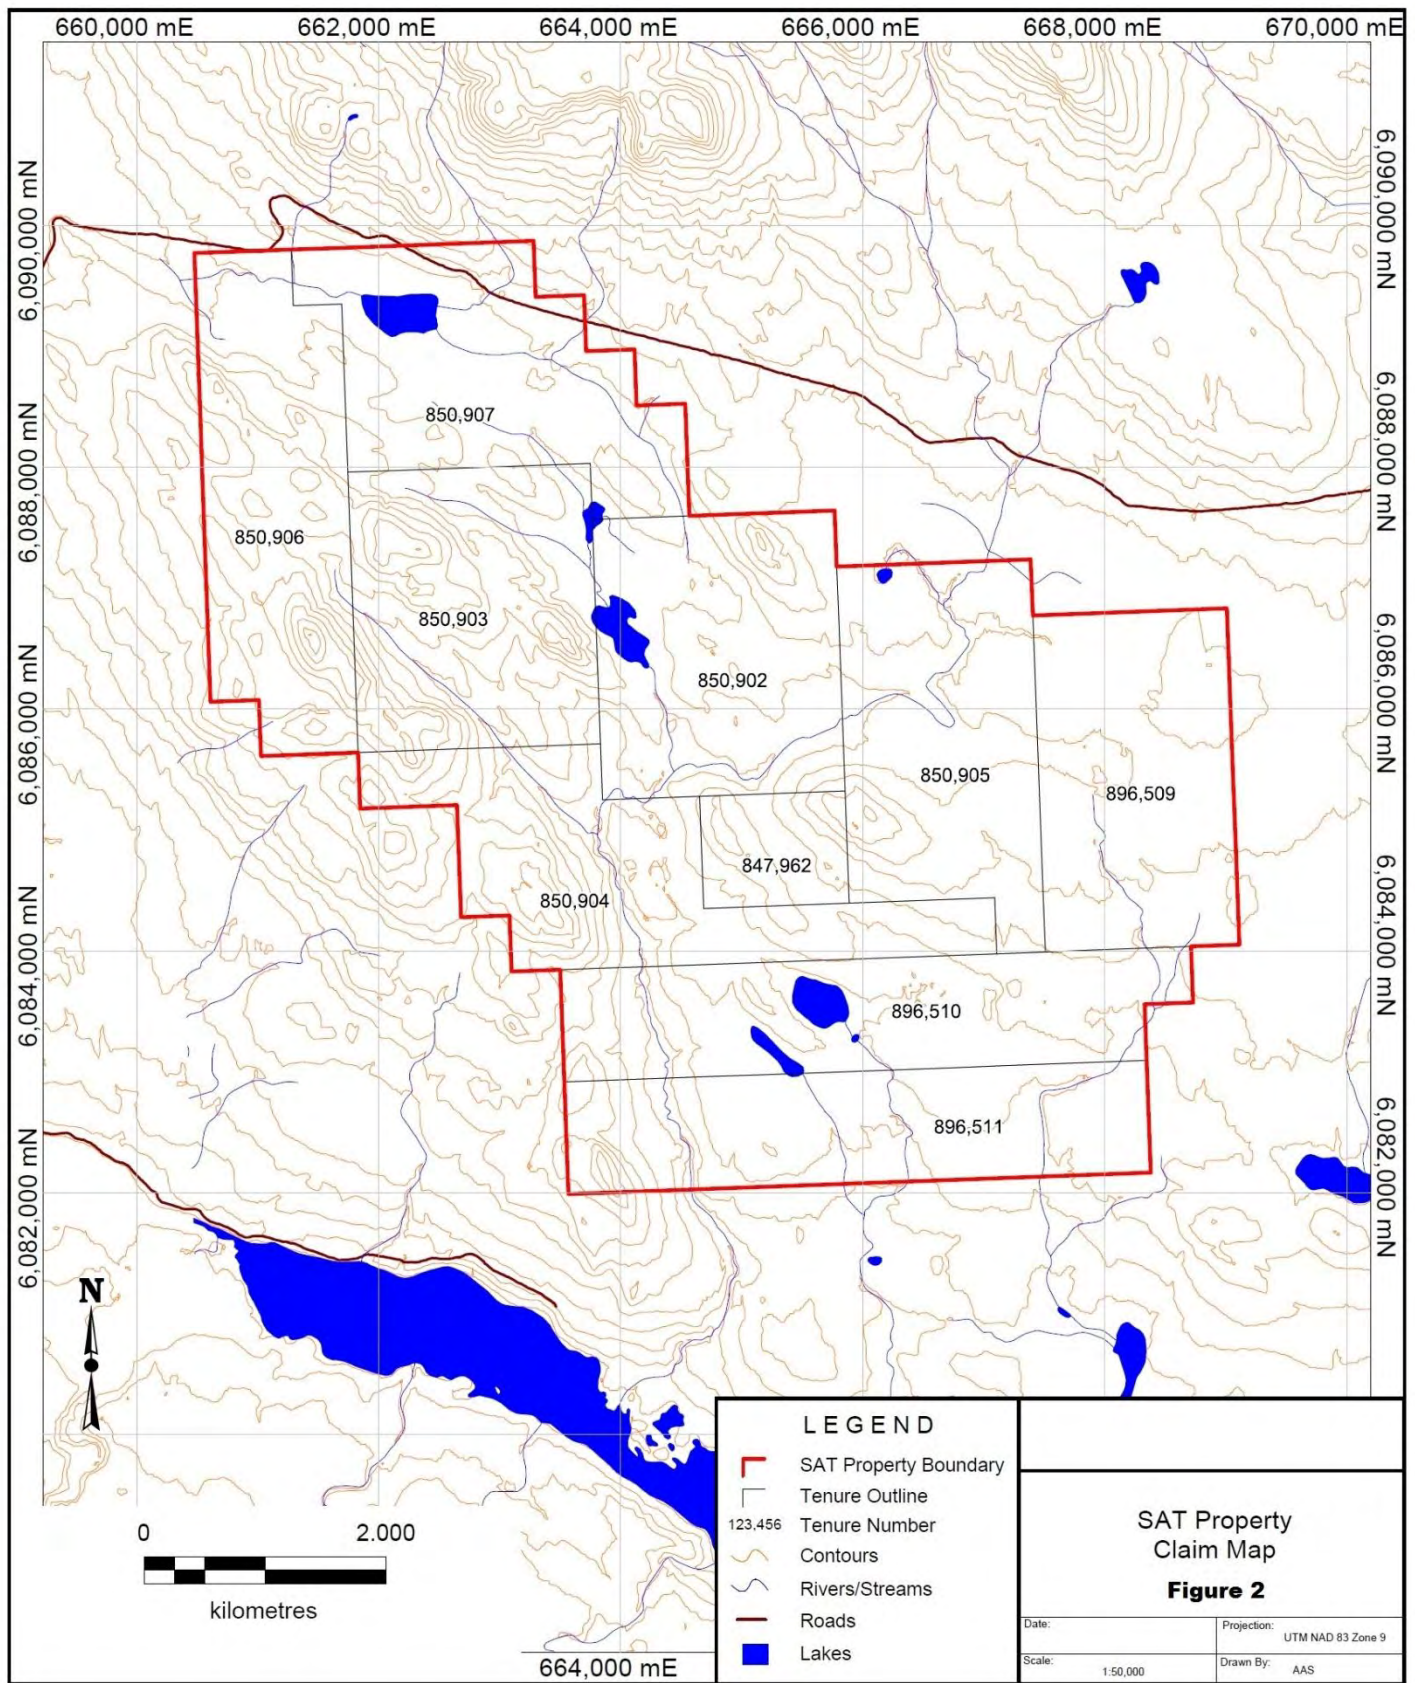 660,000 mE 662,000 mE 664,000 mE 666,000 mE 668,000 mE 670,000 mE
6,090,000 mN
6,088,000 mN
6,086,000 mN
6,084,000 mN
6,082,000 mN
6,090,000 mN
6,088,000 mN
6,086,000 mN
6,084,000 mN
6,082,000 mN
850,907
850,906
850,903
850,902
850,905
896,509
847,962
850,904
896,510
896,511
N
0 2.000
kilometres
664,000 mE
LEGEND
SAT Property Boundary
Tenure Outline
123,456 Tenure Number
Contours
Rivers/Streams
Roads
Lakes
SAT Property
Claim Map
Figure 2
Date:
Projection:
UTM NAD 83 Zone 9
Scale:
1:50,000
Drawn By:
AAS